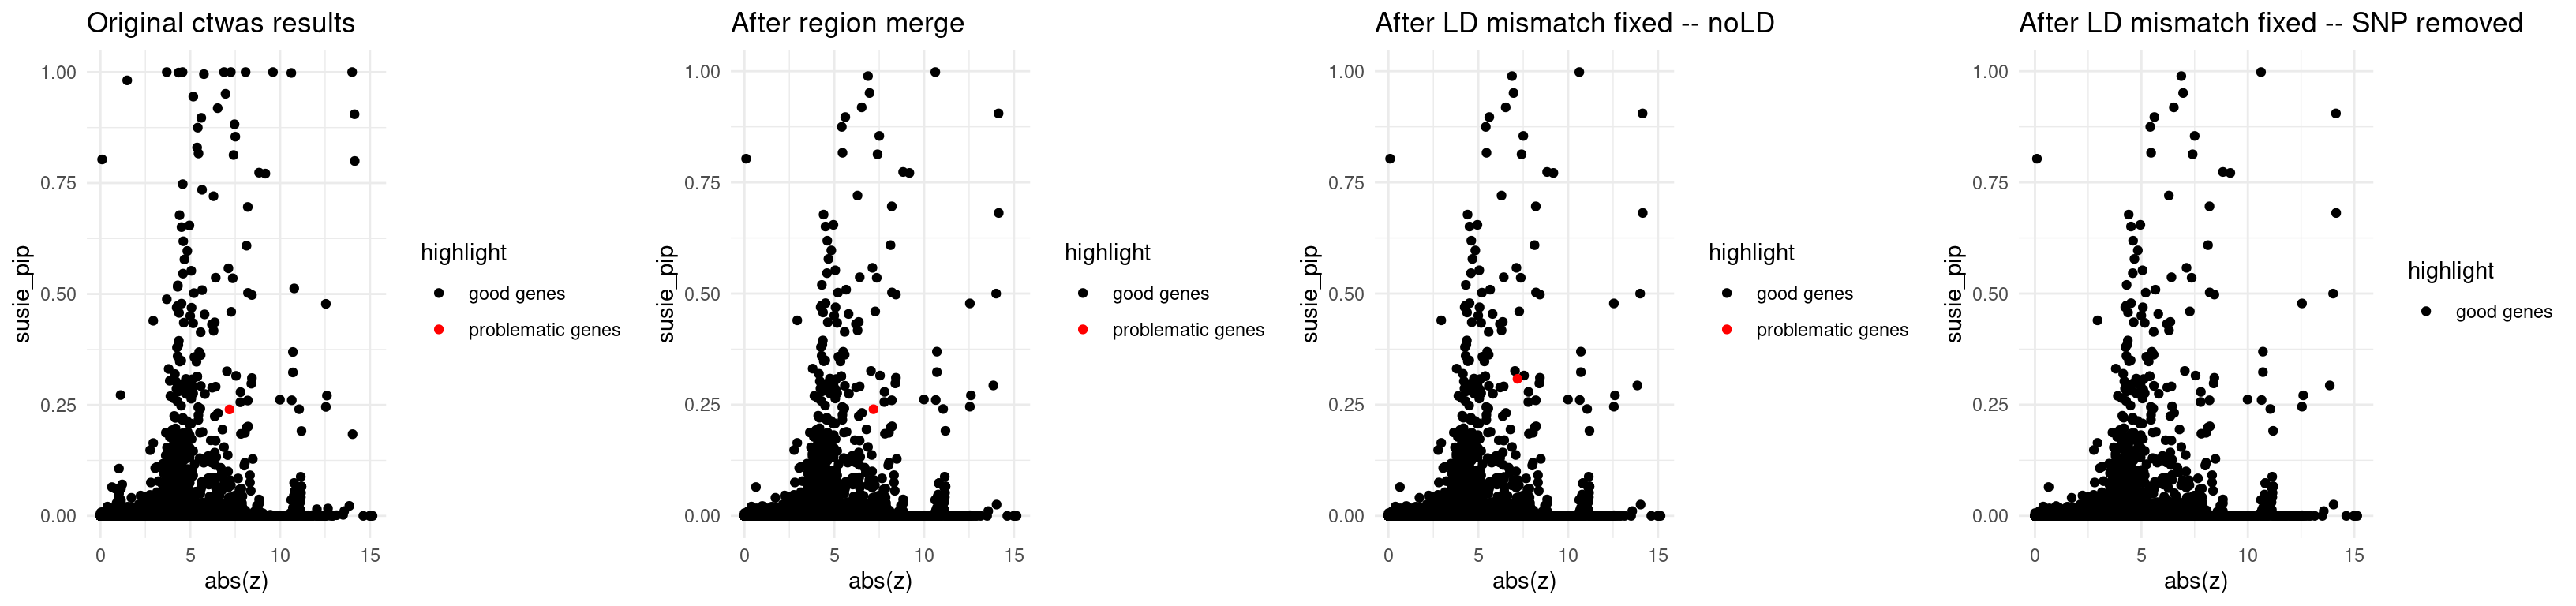 Original ctwas results
susie_pip
1.00
0.75
0.50
0.25
0.00
0 5 10 15
abs(z)
highlight
good genes
problematic genes
After region merge
susie_pip
1.00
0.75
0.50
0.25
0.00
0 5 10 15
abs(z)
highlight
good genes
problematic genes
After LD mismatch fixed -- noLD
susie_pip
1.00
0.75
0.50
0.25
0.00
0 5 10 15
abs(z)
highlight
good genes
problematic genes
After LD mismatch fixed -- SNP removed
susie_pip
1.00
0.75
0.50
0.25
0.00
0 5 10 15
abs(z)
highlight
good genes